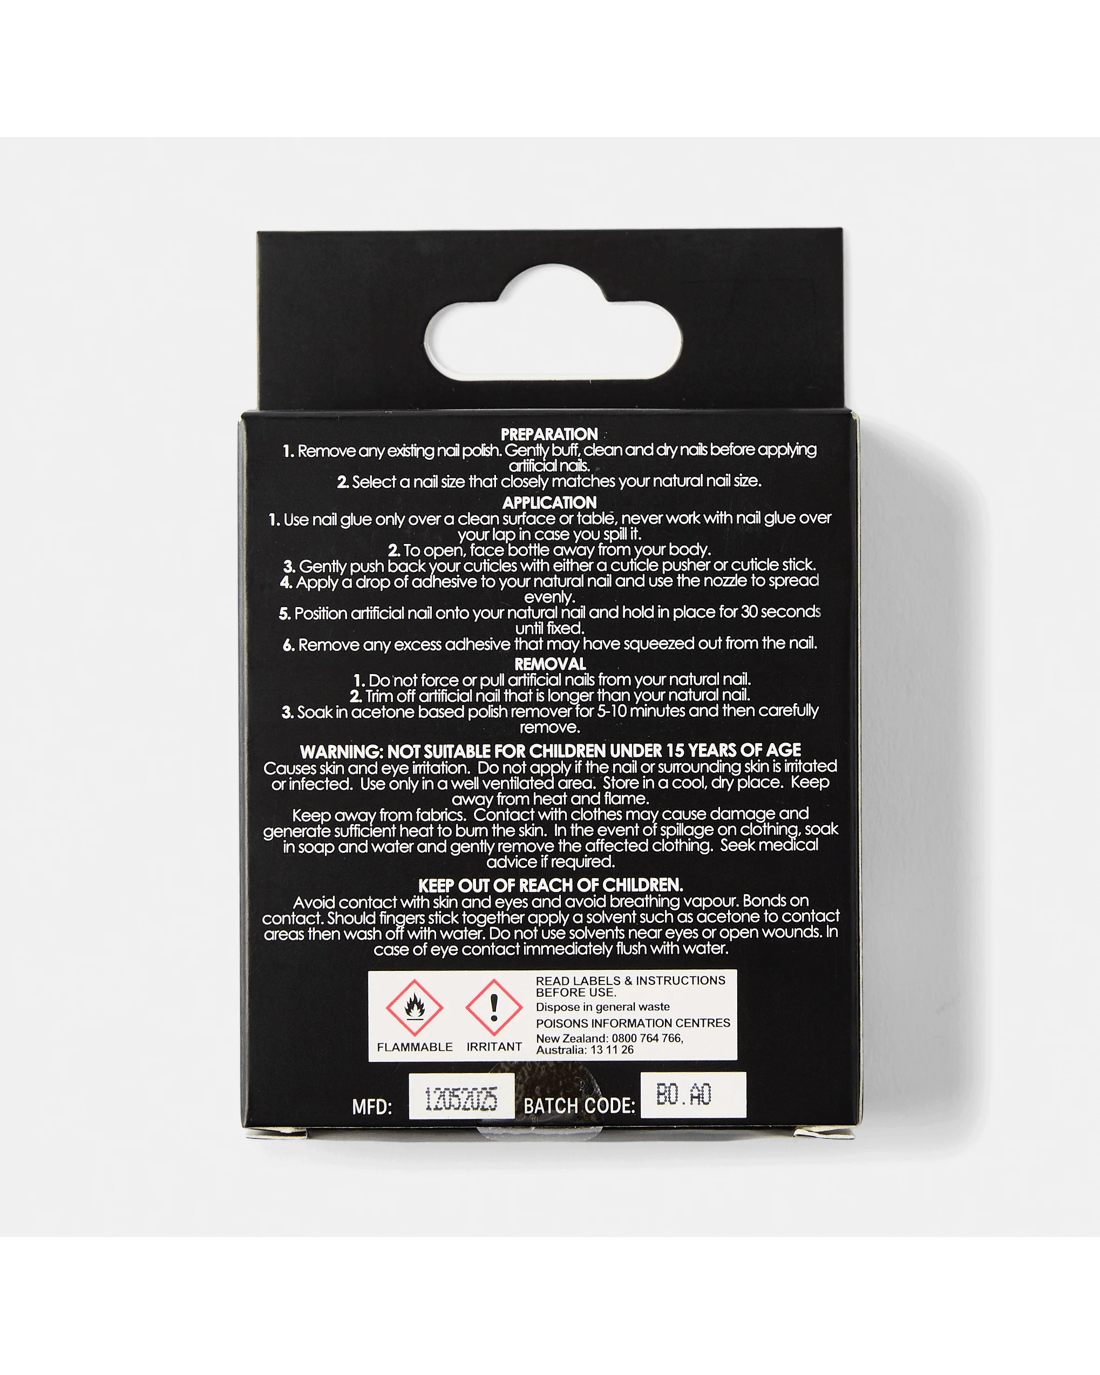 PREPARATION
1. Remove any existing nail polish. Gently buff, clean and dry nails before applying
artificial nails.
2. Select a nail size that closely matches your natural nail size.
APPLICATION
1. Use nail glue only over a clean surface or table, never work with nail glue over
your lap in case you spill it.
2. To open, face bottle away from your body.
3. Gently push back your cuticles with either a cuticle pusher or cuticle stick.
4. Apply a drop of adhesive to your natural nail and use the nozzle to spread
evenly.
5. Position artificial nail onto your natural nail and hold in place for 30 seconds
until fixed.
6. Remove any excess adhesive that may have squeezed out from the nail.
REMOVAL
1. Do not force or pull artificial nails from your natural nail.
2. Trim off artificial nail that is longer than your natural nail.
3. Soak in acetone based polish remover for 5-10 minutes and then carefully
remove.
WARNING: NOT SUITABLE FOR CHILDREN UNDER 15 YEARS OF AGE
Causes skin and eye irritation. Do not apply if the nail or surrounding skin is irritated
or infected. Use only in a well ventilated area. Store in a cool, dry place. Keep
away from heat and flame.
Keep away from fabrics. Contact with clothes may cause damage and
generate sufficient heat to burn the skin. In the event of spillage on clothing, soak
in soap and water and gently remove the affected clothing. Seek medical
advice if required.
KEEP OUT OF REACH OF CHILDREN.
Avoid contact with skin and eyes and avoid breathing vapour. Bonds on
contact. Should fingers stick together apply a solvent such as acetone to contact
areas then wash off with water. Do not use solvents near eyes or open wounds. In
case of eye contact immediately flush with water.
FLAMMABLE IRRITANT
READ LABELS & INSTRUCTIONS
BEFORE USE.
Dispose in general waste
POISONS INFORMATION CENTRES
New Zealand: 0800 764 766,
Australia: 13 11 26
MFD: 12052025 BATCH CODE: BO.AO